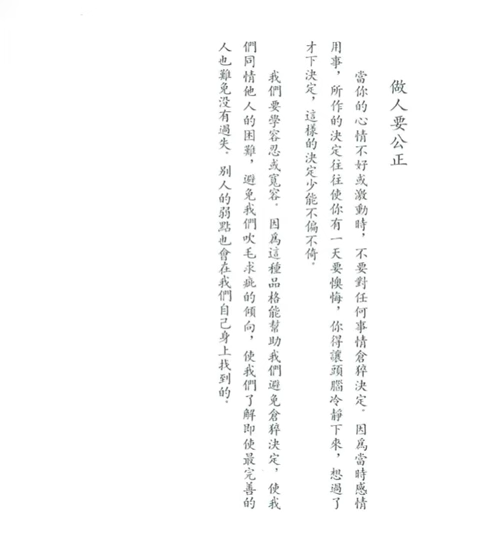 做人要公正
當你的心情不好或激動時，不要對任何事情倉猝決定．因爲當時感情
用事，所作的決定往往使你有一天要懊悔，你得讓頭腦冷靜下來，想過了
才下決定，這樣的決定少能不偏不倚．
我們要學容忍或寬容．因爲這種品格能幫助我們避免倉猝決定，使我
們同情他人的困難，避免我們吹毛求疵的傾向，使我們了解即使最完善的
人也難免没有過失．別人的弱點也會在我們自己身上找到的．